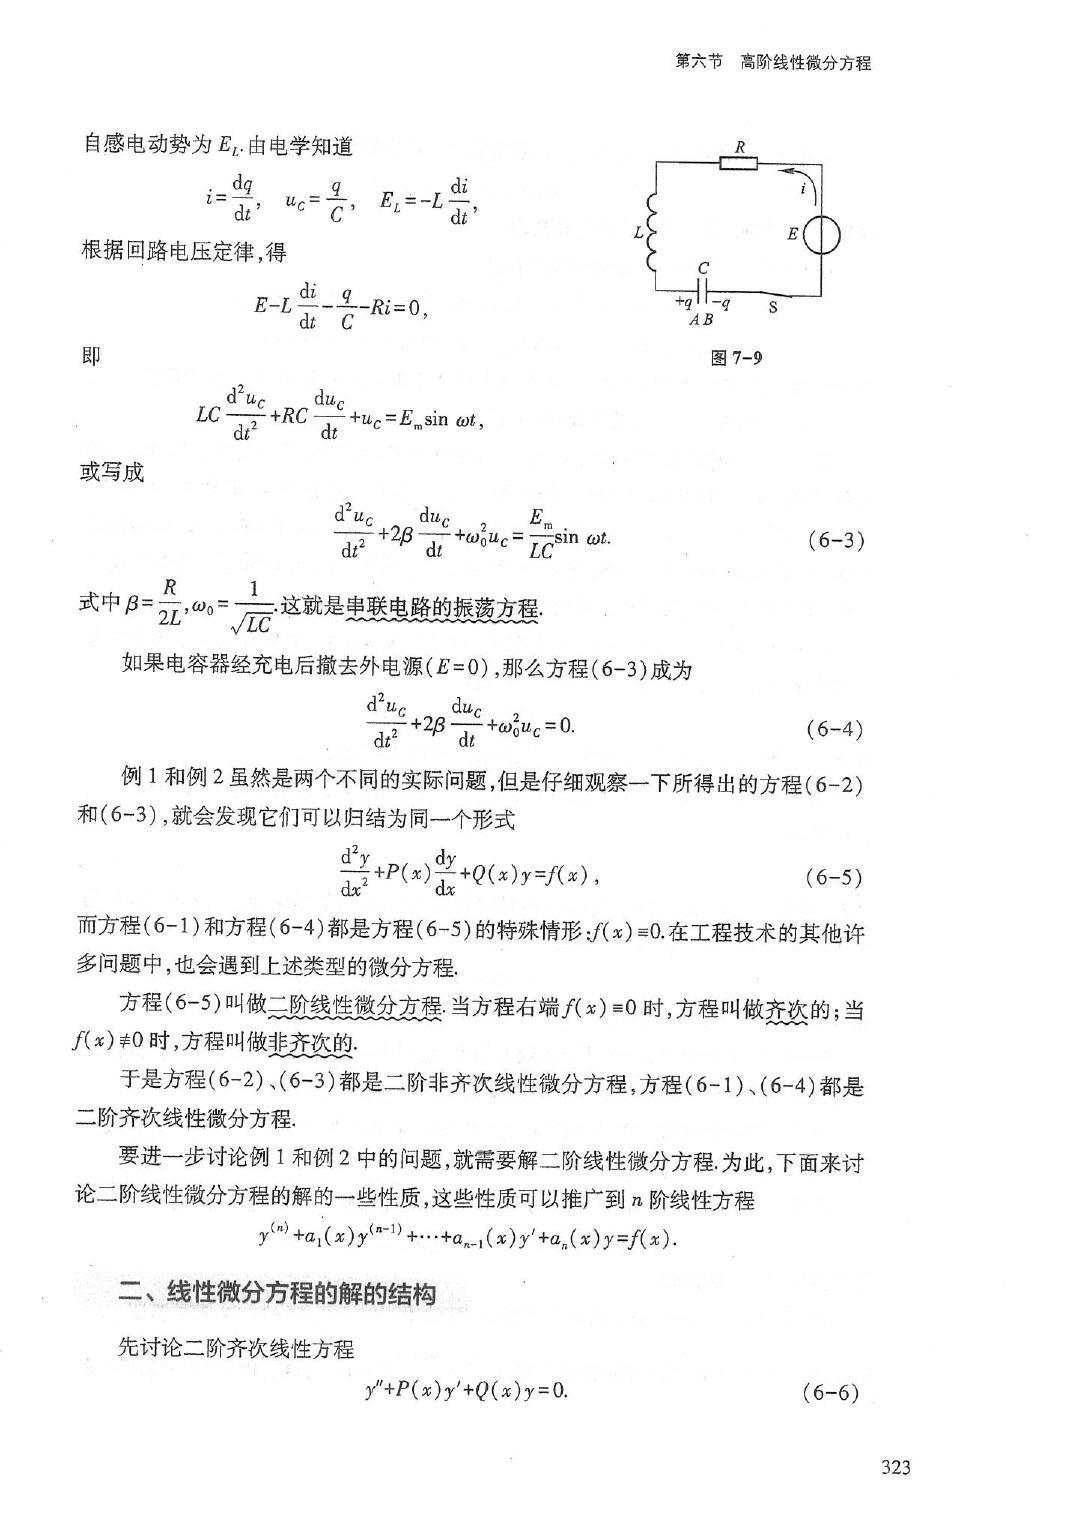 第六节 高阶线性微分方程
自感电动势为 E_L.由电学知道
i=dq/dt, u_C=q/C, E_L=-L di/dt,
根据回路电压定律,得
E-L di/dt - q/C - Ri=0,
即
LC d²u_C/dt² +RC du_C/dt +u_C=E_m sin ωt,
或写成
d²u_C/dt² +2β du_C/dt +ω₀²u_C= E_m/LC sin ωt. (6-3)
式中 β=R/2L,ω₀=1/√LC.这就是串联电路的振荡方程.
R
i
L
E
C
+q -q
S
A B
图 7-9
如果电容器经充电后撤去外电源(E=0),那么方程(6-3)成为
d²u_C/dt² +2β du_C/dt +ω₀²u_C=0. (6-4)
例 1 和例 2 虽然是两个不同的实际问题,但是仔细观察一下所得出的方程(6-2)
和(6-3),就会发现它们可以归结为同一个形式
d²y/dx² +P(x) dy/dx +Q(x)y=f(x), (6-5)
而方程(6-1)和方程(6-4)都是方程(6-5)的特殊情形:f(x)≡0.在工程技术的其他许
多问题中,也会遇到上述类型的微分方程.
方程(6-5)叫做二阶线性微分方程.当方程右端 f(x)≡0 时,方程叫做齐次的;当
f(x)≢0 时,方程叫做非齐次的.
于是方程(6-2)、(6-3)都是二阶非齐次线性微分方程,方程(6-1)、(6-4)都是
二阶齐次线性微分方程.
要进一步讨论例 1 和例 2 中的问题,就需要解二阶线性微分方程.为此,下面来讨
论二阶线性微分方程的解的一些性质,这些性质可以推广到 n 阶线性方程
y⁽ⁿ⁾+a₁(x)y⁽ⁿ⁻¹⁾+⋯+aₙ₋₁(x)y′+aₙ(x)y=f(x).
二、线性微分方程的解的结构
先讨论二阶齐次线性方程
y″+P(x)y′+Q(x)y=0. (6-6)
323